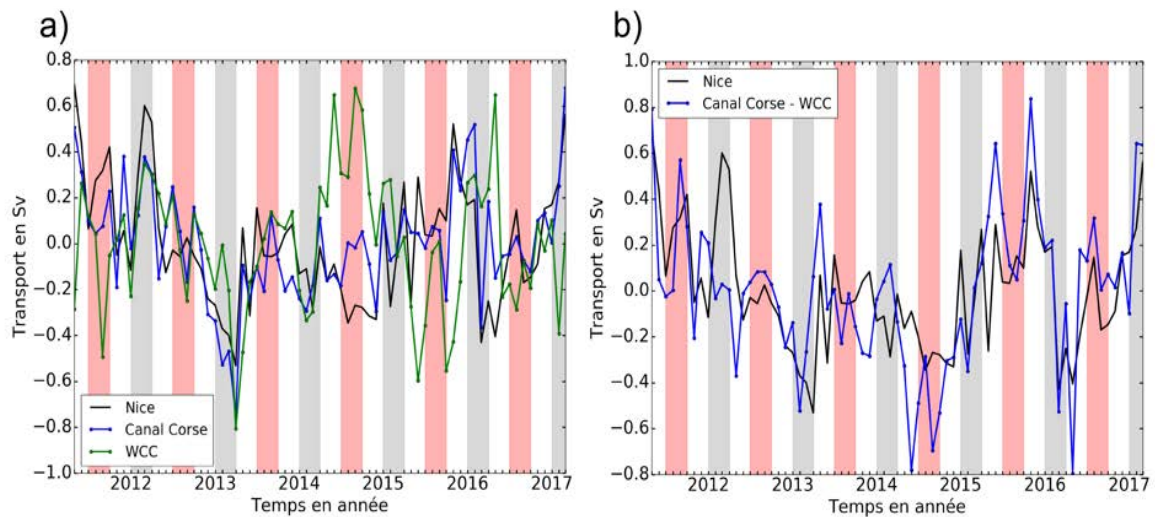 a)
Transport en Sv
0.8
0.6
0.4
0.2
0.0
−0.2
−0.4
−0.6
−0.8
−1.0
Nice
Canal Corse
WCC
2012 2013 2014 2015 2016 2017
Temps en année
b)
Transport en Sv
1.0
0.8
0.6
0.4
0.2
0.0
−0.2
−0.4
−0.6
−0.8
Nice
Canal Corse - WCC
2012 2013 2014 2015 2016 2017
Temps en année